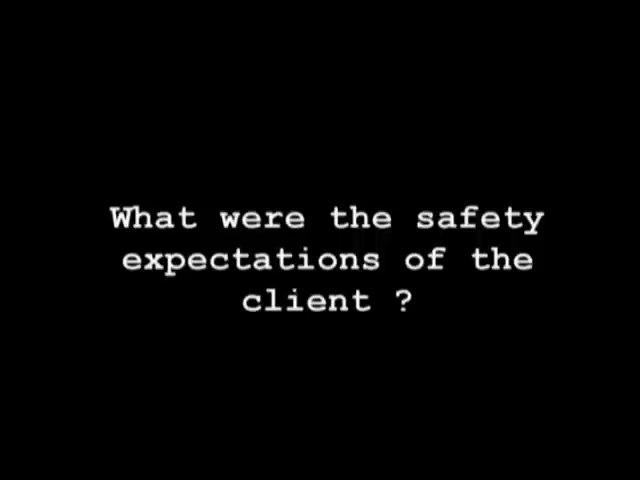 What were the safety
expectations of the
client ?